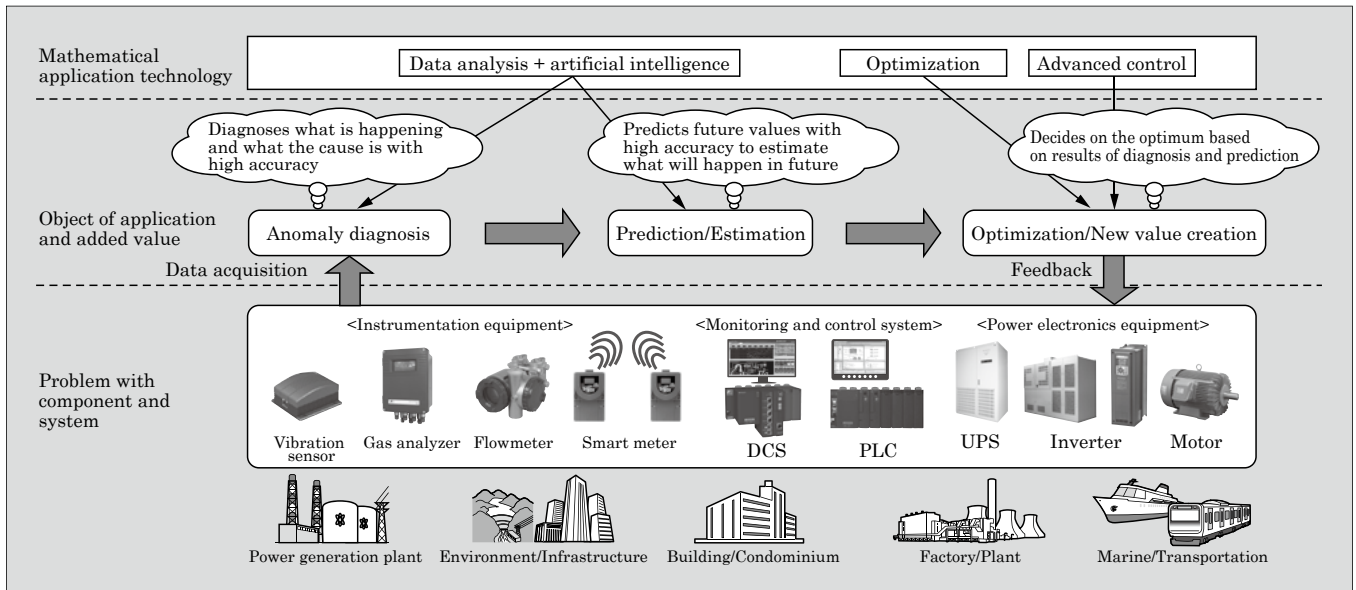 Mathematical
application technology
Data analysis + artificial intelligence
Optimization
Advanced control
Diagnoses what is happening
and what the cause is with
high accuracy
Predicts future values with
high accuracy to estimate
what will happen in future
Decides on the optimum based
on results of diagnosis and prediction
Object of application
and added value
Anomaly diagnosis
Prediction/Estimation
Optimization/New value creation
Data acquisition
Feedback
Problem with
component and
system
<Instrumentation equipment>
<Monitoring and control system>
<Power electronics equipment>
Vibration
sensor
Gas analyzer
Flowmeter
Smart meter
DCS
PLC
UPS
Inverter
Motor
Power generation plant
Environment/Infrastructure
Building/Condominium
Factory/Plant
Marine/Transportation